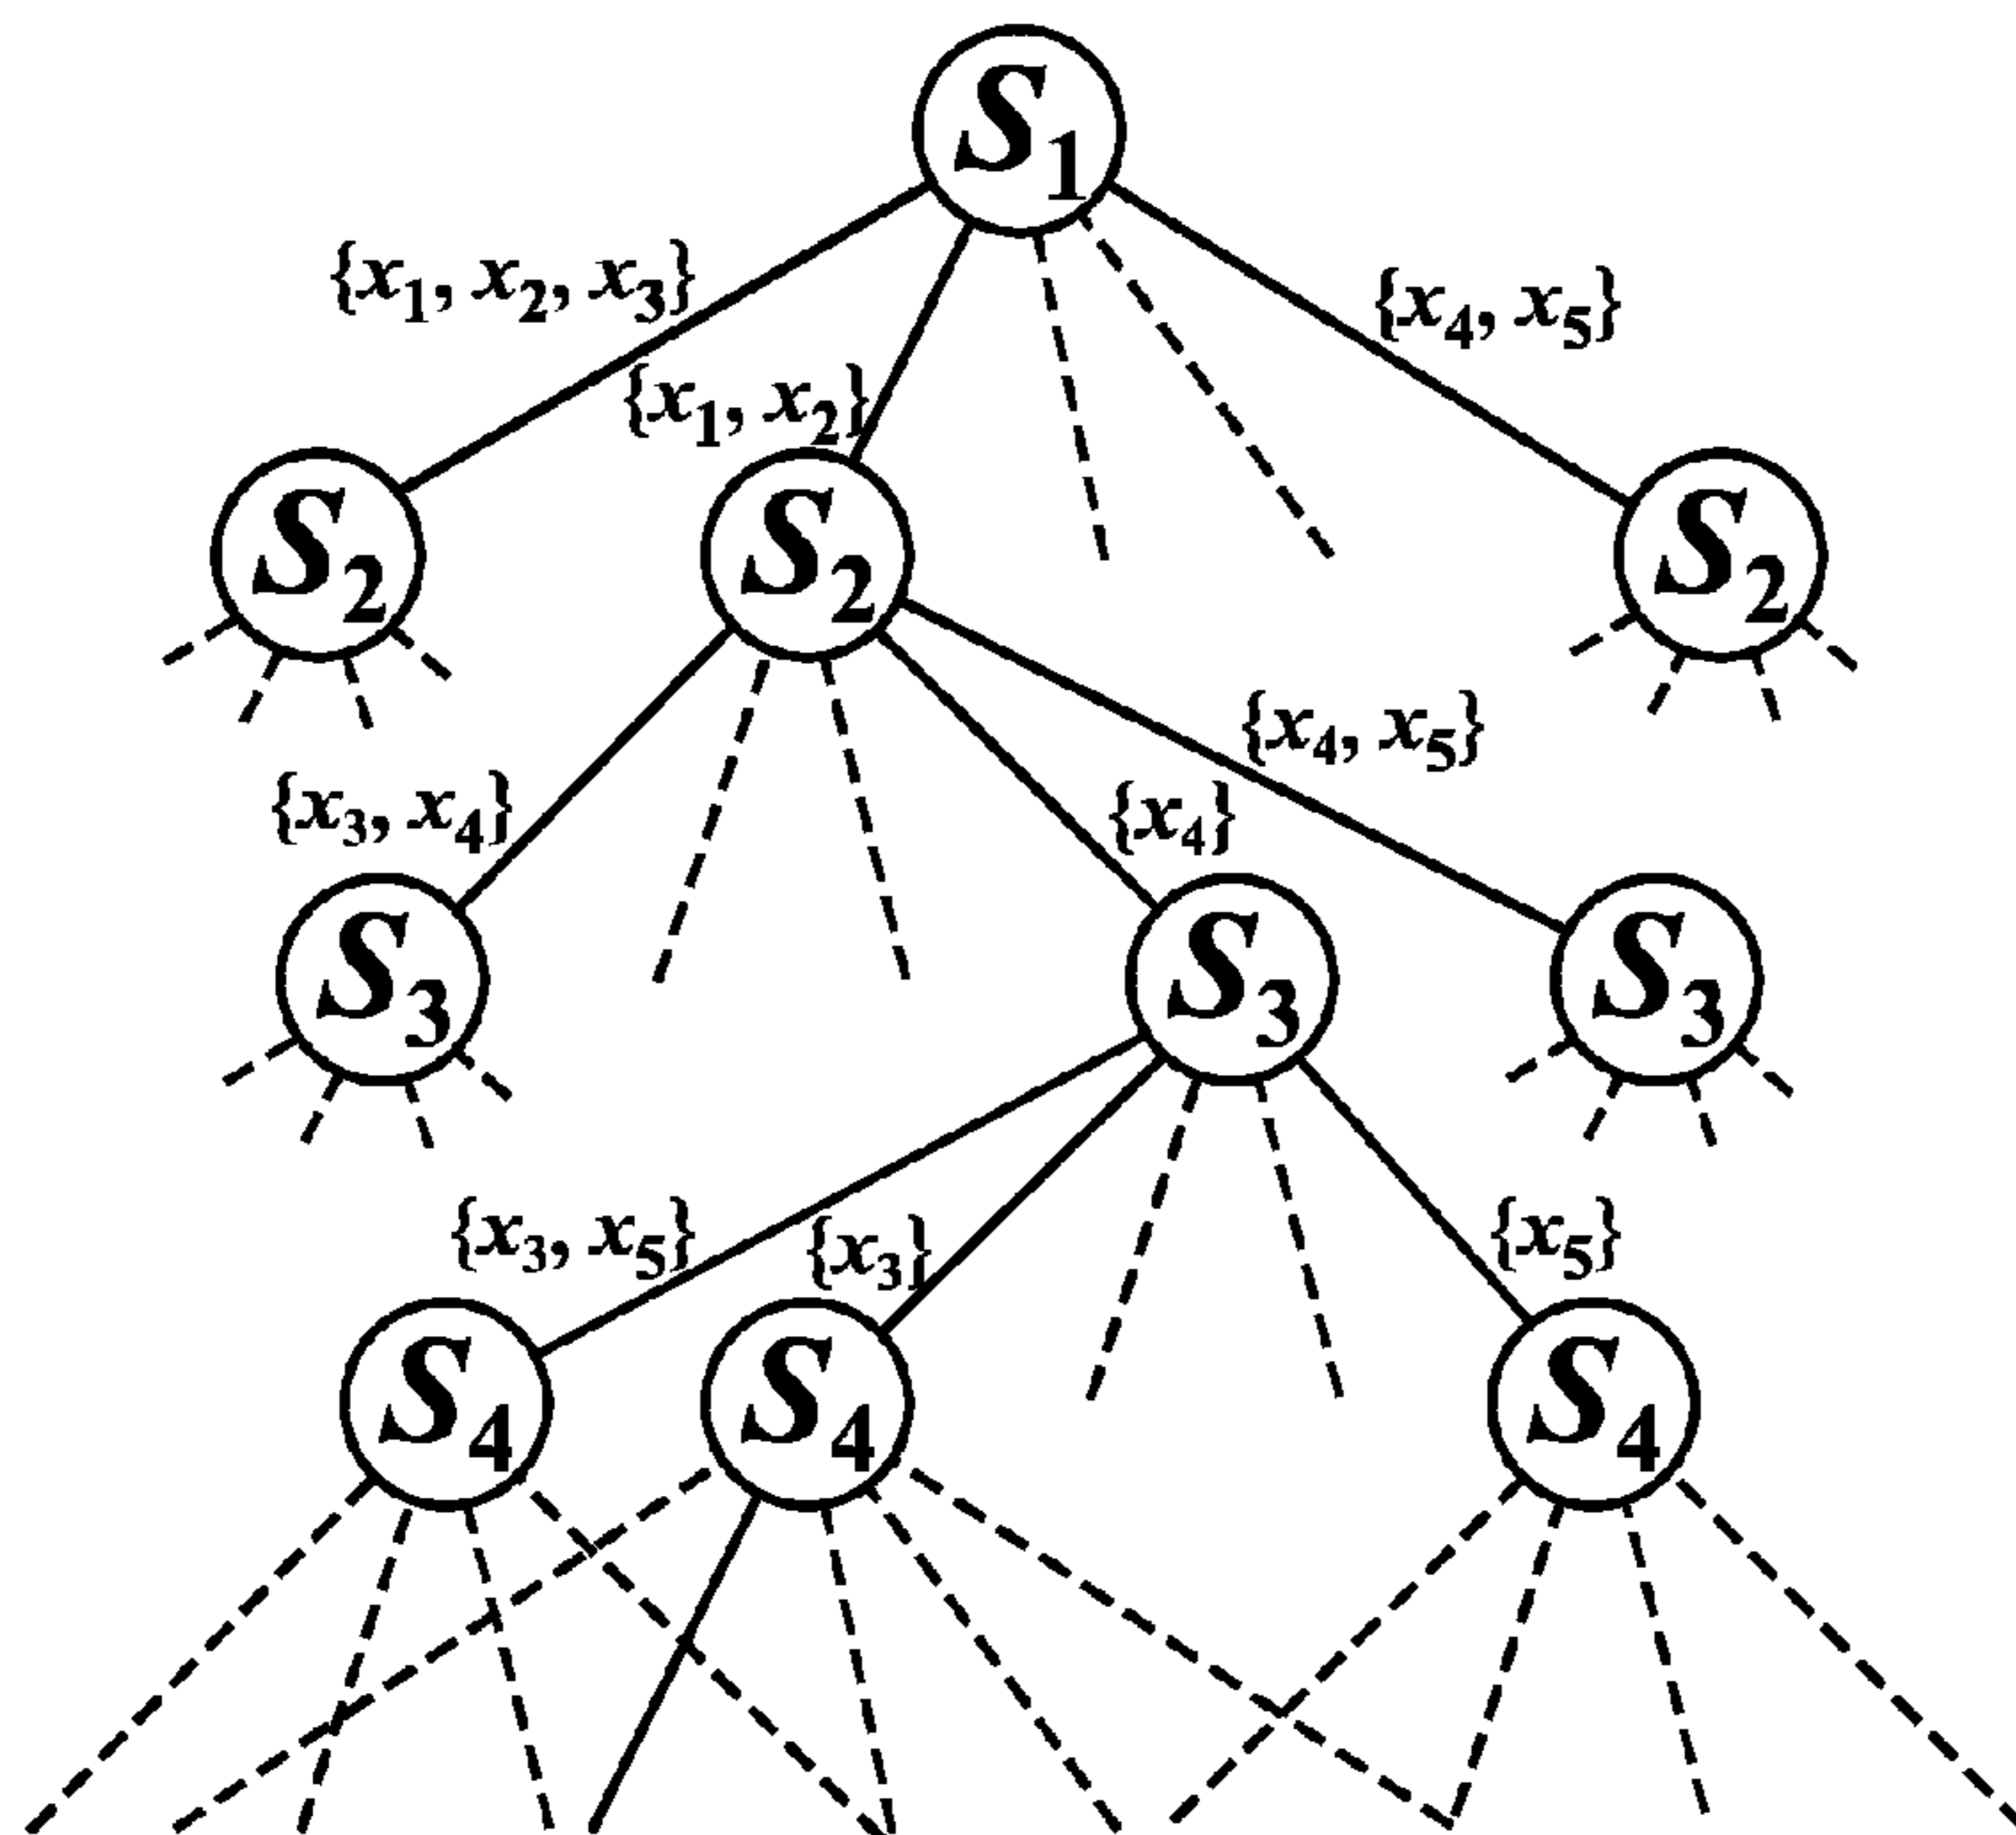 S₁
{x₁, x₂, x₃}
{x₄, x₅}
{x₁, x₂}
S₂ S₂ S₂
{x₄, x₅}
{x₃, x₄} {x₄}
S₃ S₃ S₃
{x₃, x₅} {x₃} {x₅}
S₄ S₄ S₄